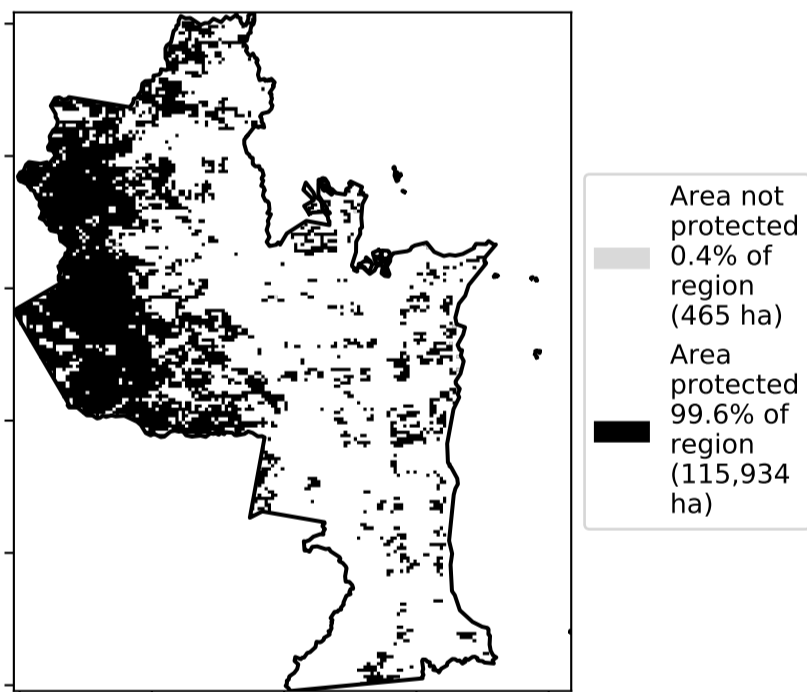 Area not
protected
0.4% of
region
(465 ha)
Area
protected
99.6% of
region
(115,934
ha)